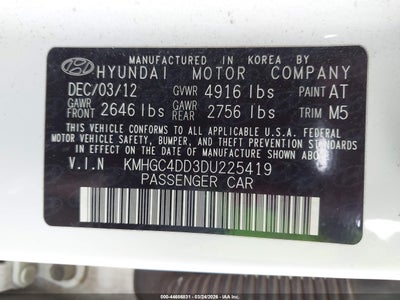 MANUFACTURED IN KOREA BY
HYUNDAI MOTOR COMPANY
DEC/03/12 GVWR 4916 lbs PAINT AT
GAWR FRONT 2646 lbs GAWR REAR 2756 lbs TRIM M5
THIS VEHICLE CONFORMS TO ALL APPLICABLE U.S.A. FEDERAL
MOTOR VEHICLE SAFETY, BUMPER, AND THEFT PREVENTION
STANDARDS IN EFFECT ON THE DATE OF MANUFACTURE SHOWN ABOVE.
V.I.N KMHGC4DD3DU225419
PASSENGER CAR
000-44698831 - 03/24/2026 - IAA, Inc.